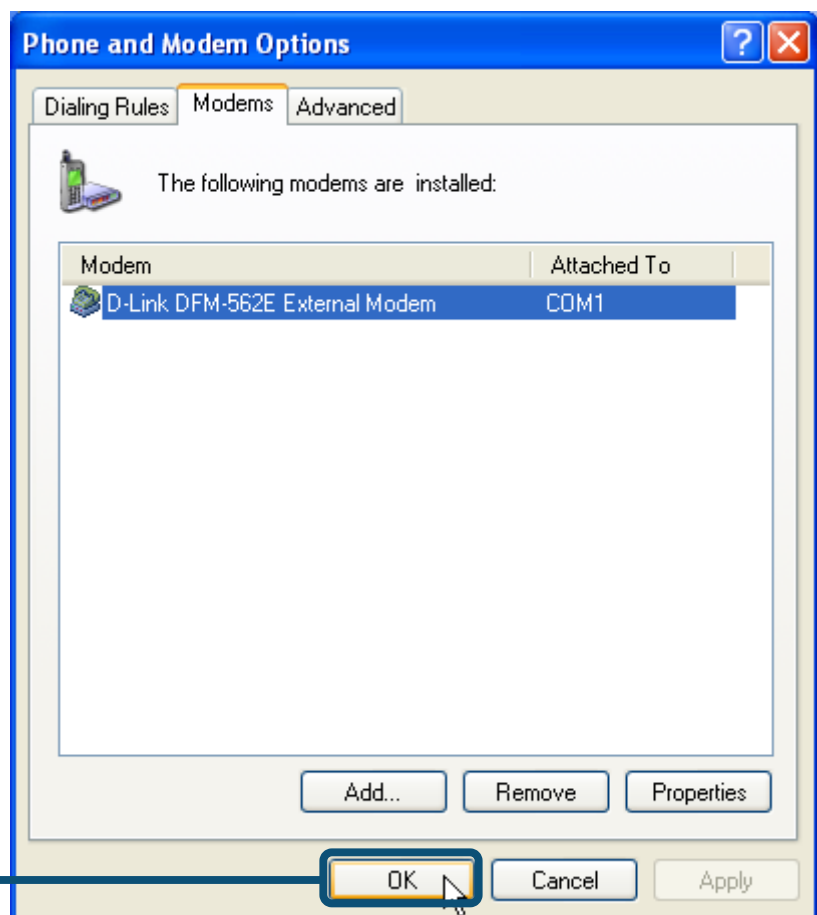 Phone and Modem Options
Dialing Rules Modems Advanced
The following modems are installed:
Modem Attached To
D-Link DFM-562E External Modem COM1
Add... Remove Properties
OK Cancel Apply